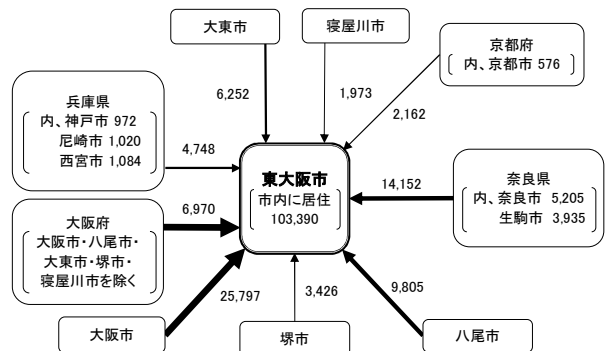 大東市
寝屋川市
京都府
内、京都市 576
6,252
1,973
2,162
兵庫県
内、神戸市 972
尼崎市 1,020
西宮市 1,084
4,748
東大阪市
市内に居住
103,390
14,152
奈良県
内、奈良市 5,205
生駒市 3,935
大阪府
大阪市・八尾市・
大東市・堺市・
寝屋川市を除く
6,970
25,797
3,426
9,805
大阪市
堺市
八尾市